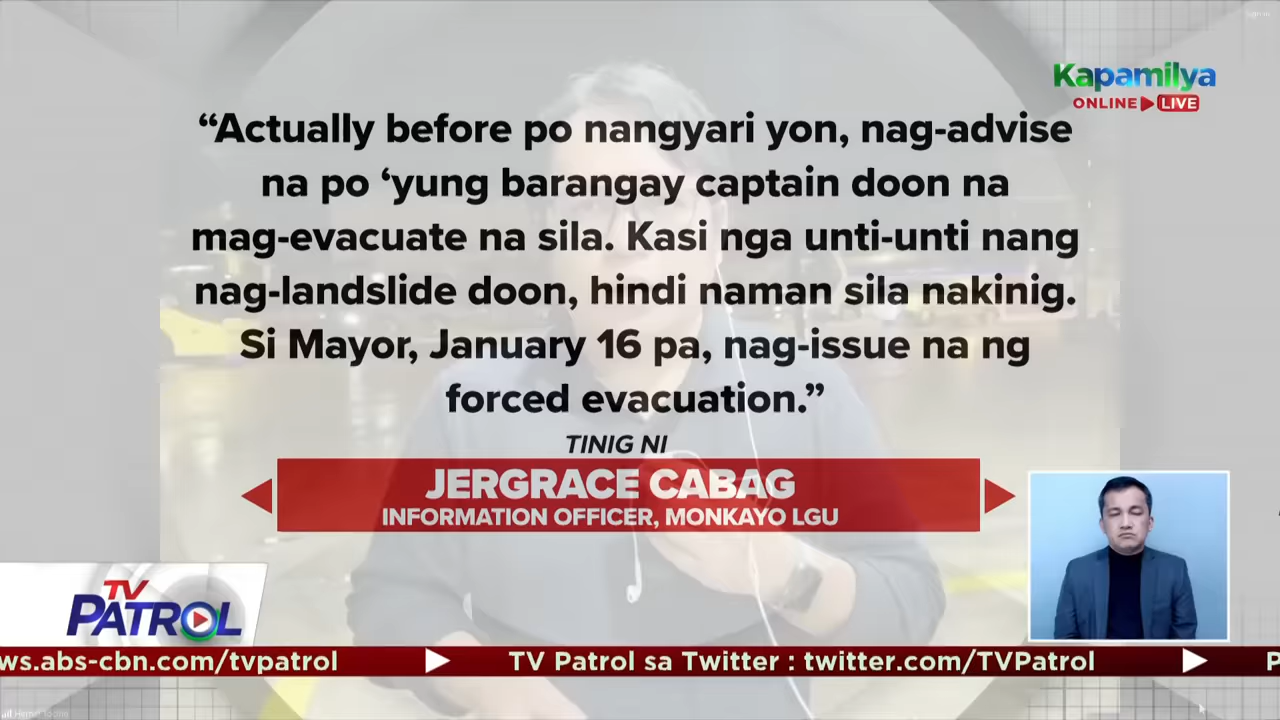 Kapamilya
ONLINE LIVE
“Actually before po nangyari yon, nag-advise
na po ‘yung barangay captain doon na
mag-evacuate na sila. Kasi nga unti-unti nang
nag-landslide doon, hindi naman sila nakinig.
Si Mayor, January 16 pa, nag-issue na ng
forced evacuation.”
TINIG NI
JERGRACE CABAG
INFORMATION OFFICER, MONKAYO LGU
TV
PATROL
ws.abs-cbn.com/tvpatrol TV Patrol sa Twitter : twitter.com/TVPatrol P